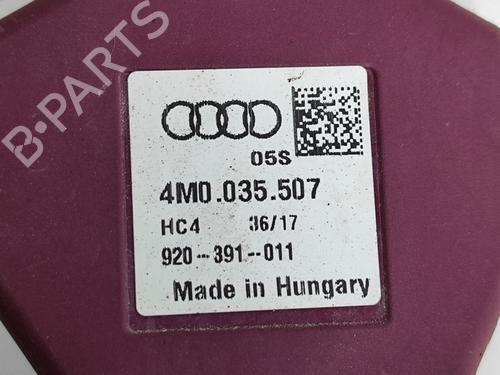 B-PARTS
05S
4M0.035.507
HC4 36/17
920-391-011
Made in Hungary